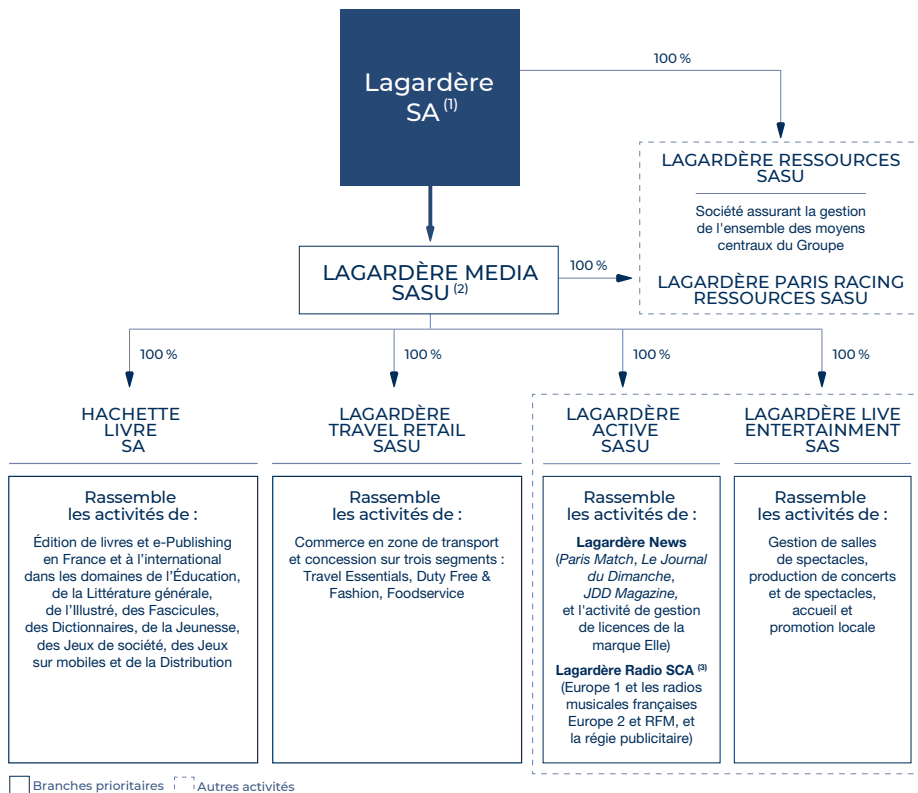 Lagardère
SA (1)
100 %
LAGARDÈRE RESSOURCES
SASU
Société assurant la gestion
de l'ensemble des moyens
centraux du Groupe
LAGARDÈRE MEDIA
SASU (2)
100 %
LAGARDÈRE PARIS RACING
RESSOURCES SASU
100 %
100 %
100 %
100 %
HACHETTE
LIVRE
SA
Rassemble
les activités de :
Édition de livres et e-Publishing
en France et à l'international
dans les domaines de l'Éducation,
de la Littérature générale,
de l'Illustré, des Fascicules,
des Dictionnaires, de la Jeunesse,
des Jeux de société, des Jeux
sur mobiles et de la Distribution
LAGARDÈRE
TRAVEL RETAIL
SASU
Rassemble
les activités de :
Commerce en zone de transport
et concession sur trois segments :
Travel Essentials, Duty Free &
Fashion, Foodservice
LAGARDÈRE
ACTIVE
SASU
Rassemble
les activités de :
Lagardère News
(Paris Match, Le Journal
du Dimanche,
JDD Magazine,
et l'activité de gestion
de licences de la
marque Elle)
Lagardère Radio SCA (3)
(Europe 1 et les radios
musicales françaises
Europe 2 et RFM, et
la régie publicitaire)
LAGARDÈRE LIVE
ENTERTAINMENT
SAS
Rassemble
les activités de :
Gestion de salles
de spectacles,
production de concerts
et de spectacles,
accueil et
promotion locale
Branches prioritaires
Autres activités